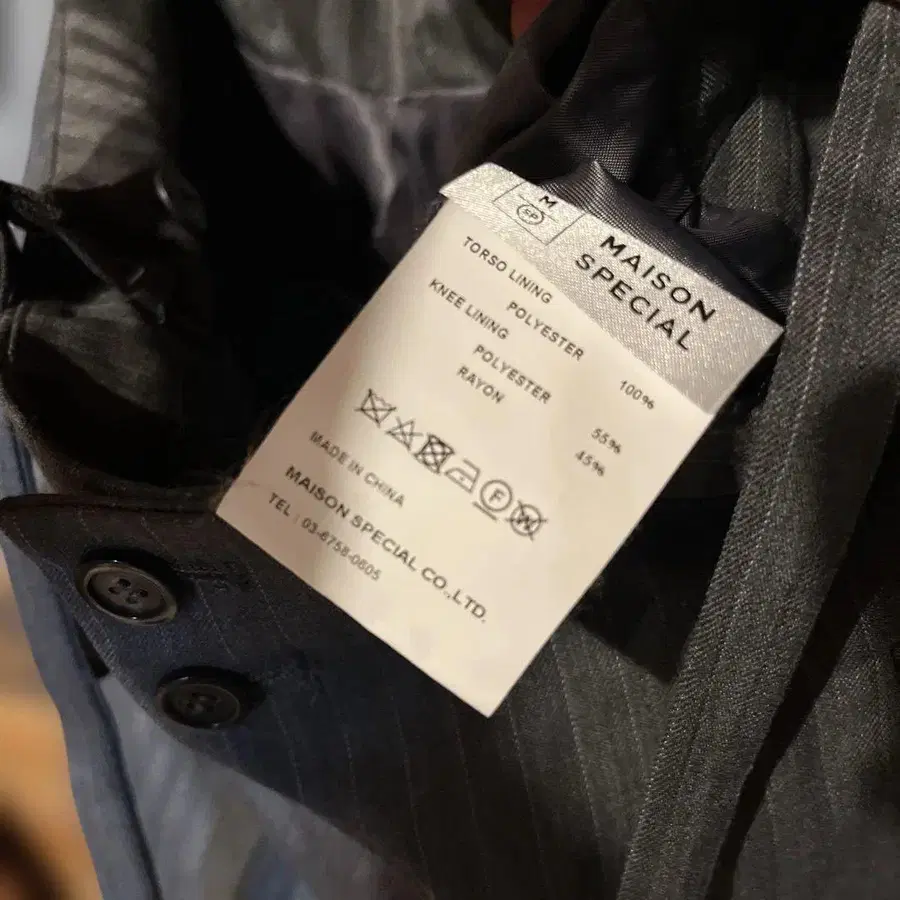 M
SP
MAISON
SPECIAL
TORSO LINING
POLYESTER 100%
KNEE LINING
POLYESTER 55%
RAYON 45%
F W
MADE IN CHINA
MAISON SPECIAL CO.,LTD.
TEL : 03-6758-0605